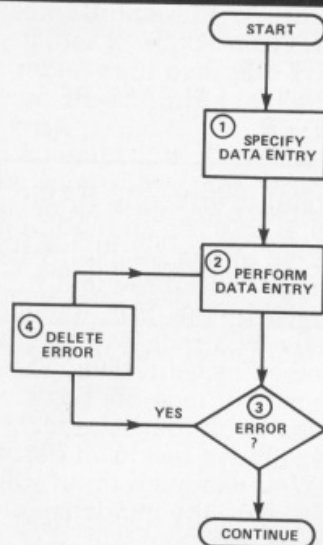 START
1
SPECIFY
DATA ENTRY
2
PERFORM
DATA ENTRY
4
DELETE
ERROR
YES
3
ERROR
?
CONTINUE